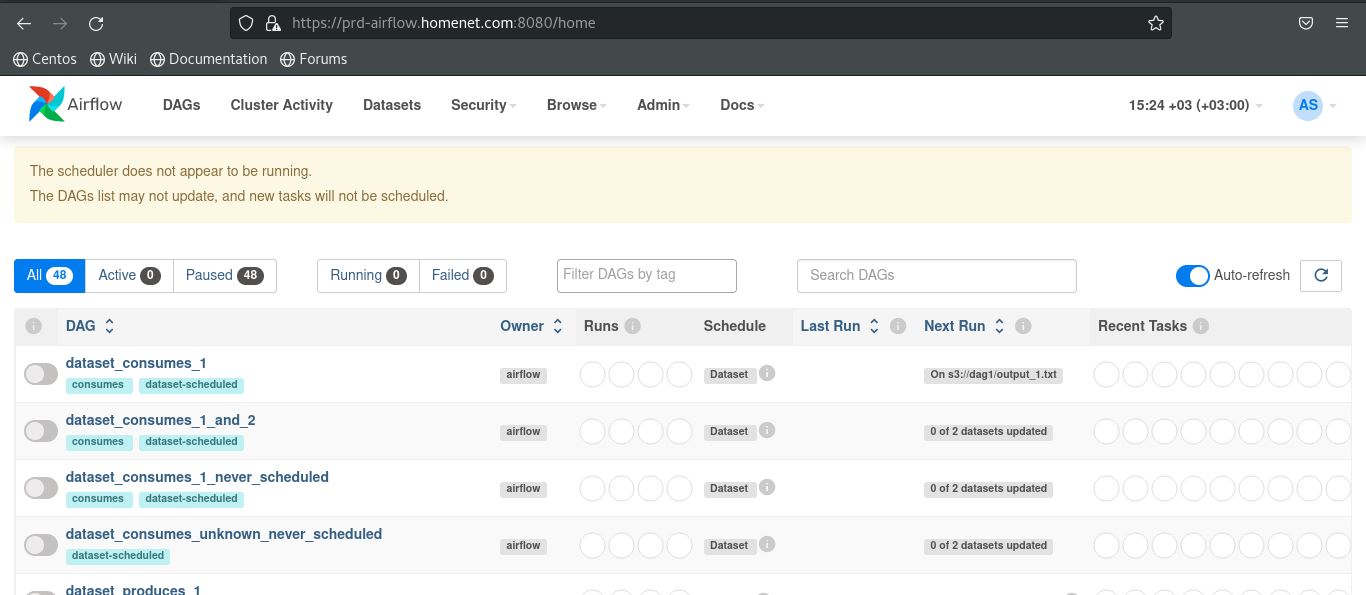 https://prd-airflow.homenet.com:8080/home
Centos Wiki Documentation Forums
Airflow DAGs Cluster Activity Datasets Security Browse Admin Docs 15:24 +03 (+03:00) AS
The scheduler does not appear to be running.
The DAGs list may not update, and new tasks will not be scheduled.
All 48 Active 0 Paused 48 Running 0 Failed 0 Filter DAGs by tag Search DAGs Auto-refresh
i DAG Owner Runs i Schedule Last Run i Next Run i Recent Tasks i
dataset_consumes_1
consumes dataset-scheduled airflow Dataset i On s3://dag1/output_1.txt
dataset_consumes_1_and_2
consumes dataset-scheduled airflow Dataset i 0 of 2 datasets updated
dataset_consumes_1_never_scheduled
consumes dataset-scheduled airflow Dataset i 0 of 2 datasets updated
dataset_consumes_unknown_never_scheduled
dataset-scheduled airflow Dataset i 0 of 2 datasets updated
dataset_produces_1